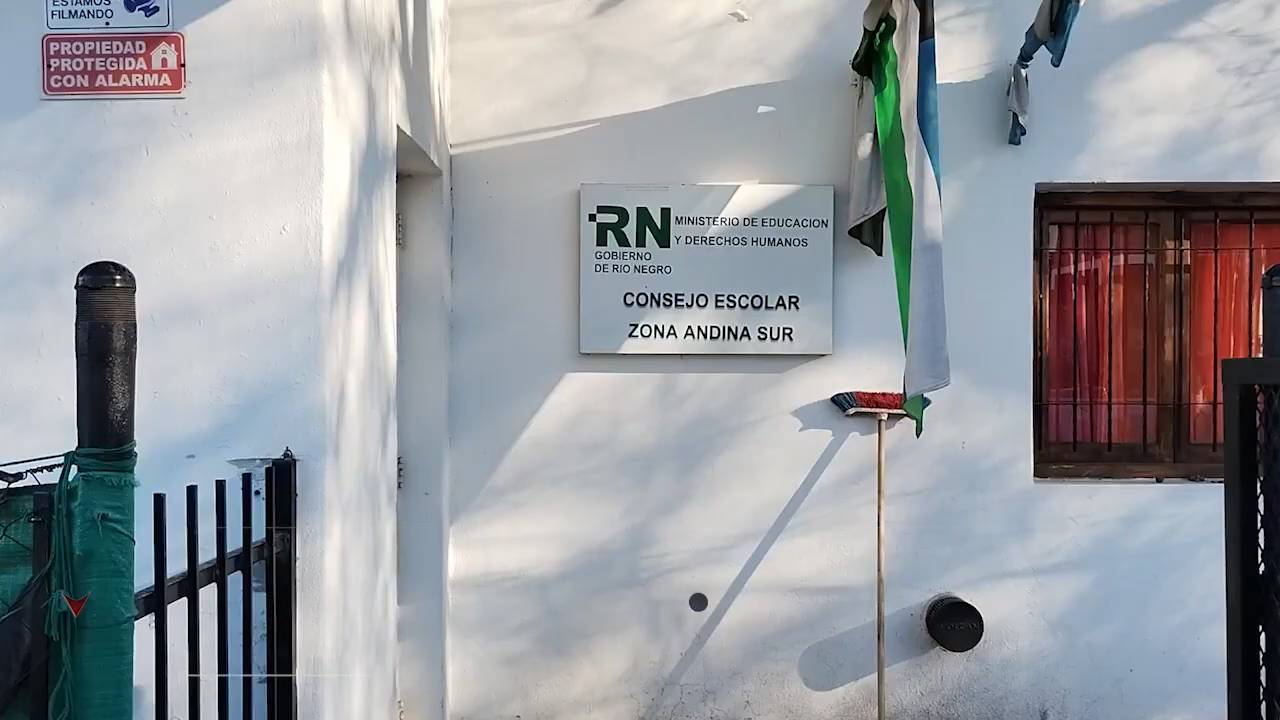 ESTAMOS
FILMANDO
PROPIEDAD
PROTEGIDA
CON ALARMA
RN
MINISTERIO DE EDUCACION
Y DERECHOS HUMANOS
GOBIERNO
DE RIO NEGRO
CONSEJO ESCOLAR
ZONA ANDINA SUR